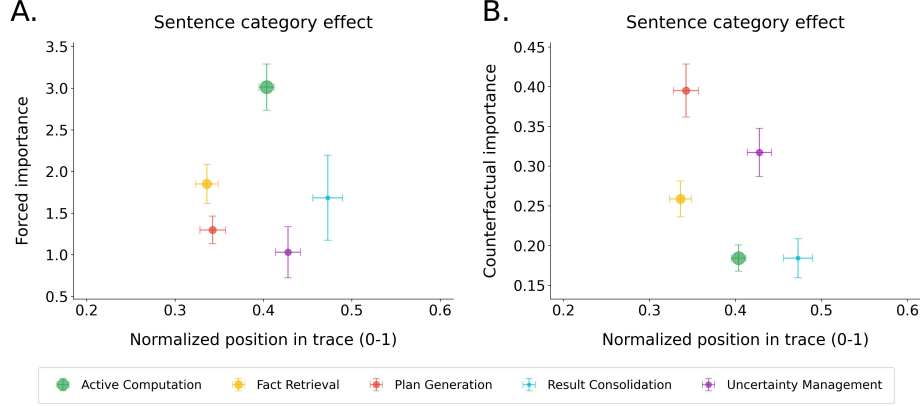 A.
Sentence category effect
3.5
3.0
2.5
2.0
1.5
1.0
0.5
Forced importance
0.2 0.3 0.4 0.5 0.6
Normalized position in trace (0-1)
B.
Sentence category effect
0.45
0.40
0.35
0.30
0.25
0.20
0.15
Counterfactual importance
0.2 0.3 0.4 0.5 0.6
Normalized position in trace (0-1)
Active Computation Fact Retrieval Plan Generation Result Consolidation Uncertainty Management